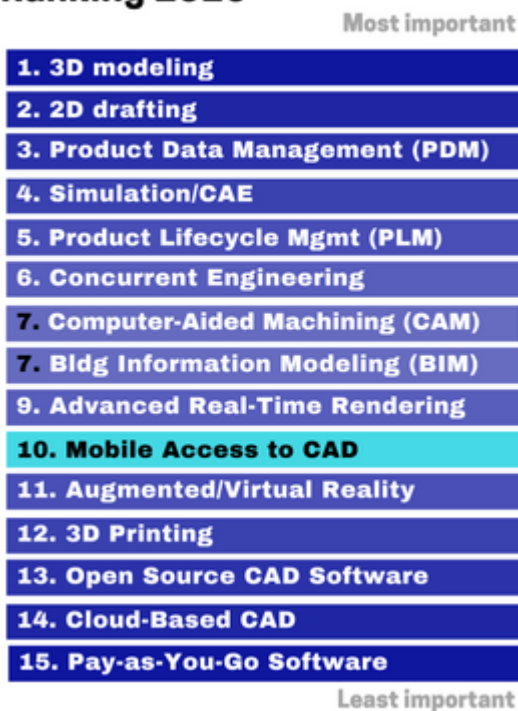 Most important
1. 3D modeling
2. 2D drafting
3. Product Data Management (PDM)
4. Simulation/CAE
5. Product Lifecycle Mgmt (PLM)
6. Concurrent Engineering
7. Computer-Aided Machining (CAM)
7. Bldg Information Modeling (BIM)
9. Advanced Real-Time Rendering
10. Mobile Access to CAD
11. Augmented/Virtual Reality
12. 3D Printing
13. Open Source CAD Software
14. Cloud-Based CAD
15. Pay-as-You-Go Software
Least important